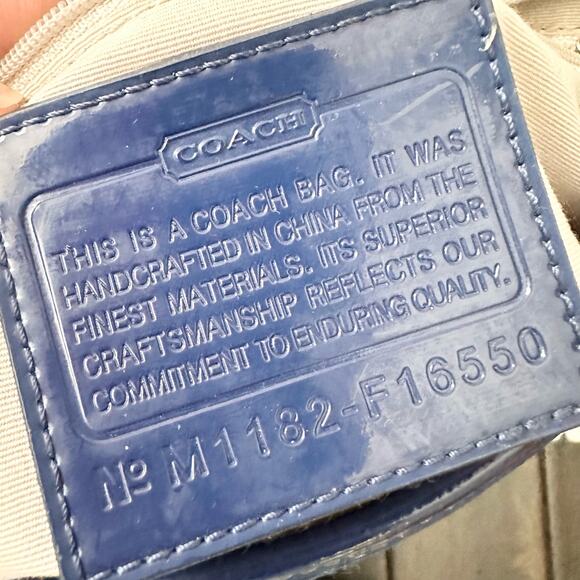 COACH
THIS IS A COACH BAG. IT WAS
HANDCRAFTED IN CHINA FROM THE
FINEST MATERIALS. ITS SUPERIOR
CRAFTSMANSHIP REFLECTS OUR
COMMITMENT TO ENDURING QUALITY.
Nº M1182-F16550